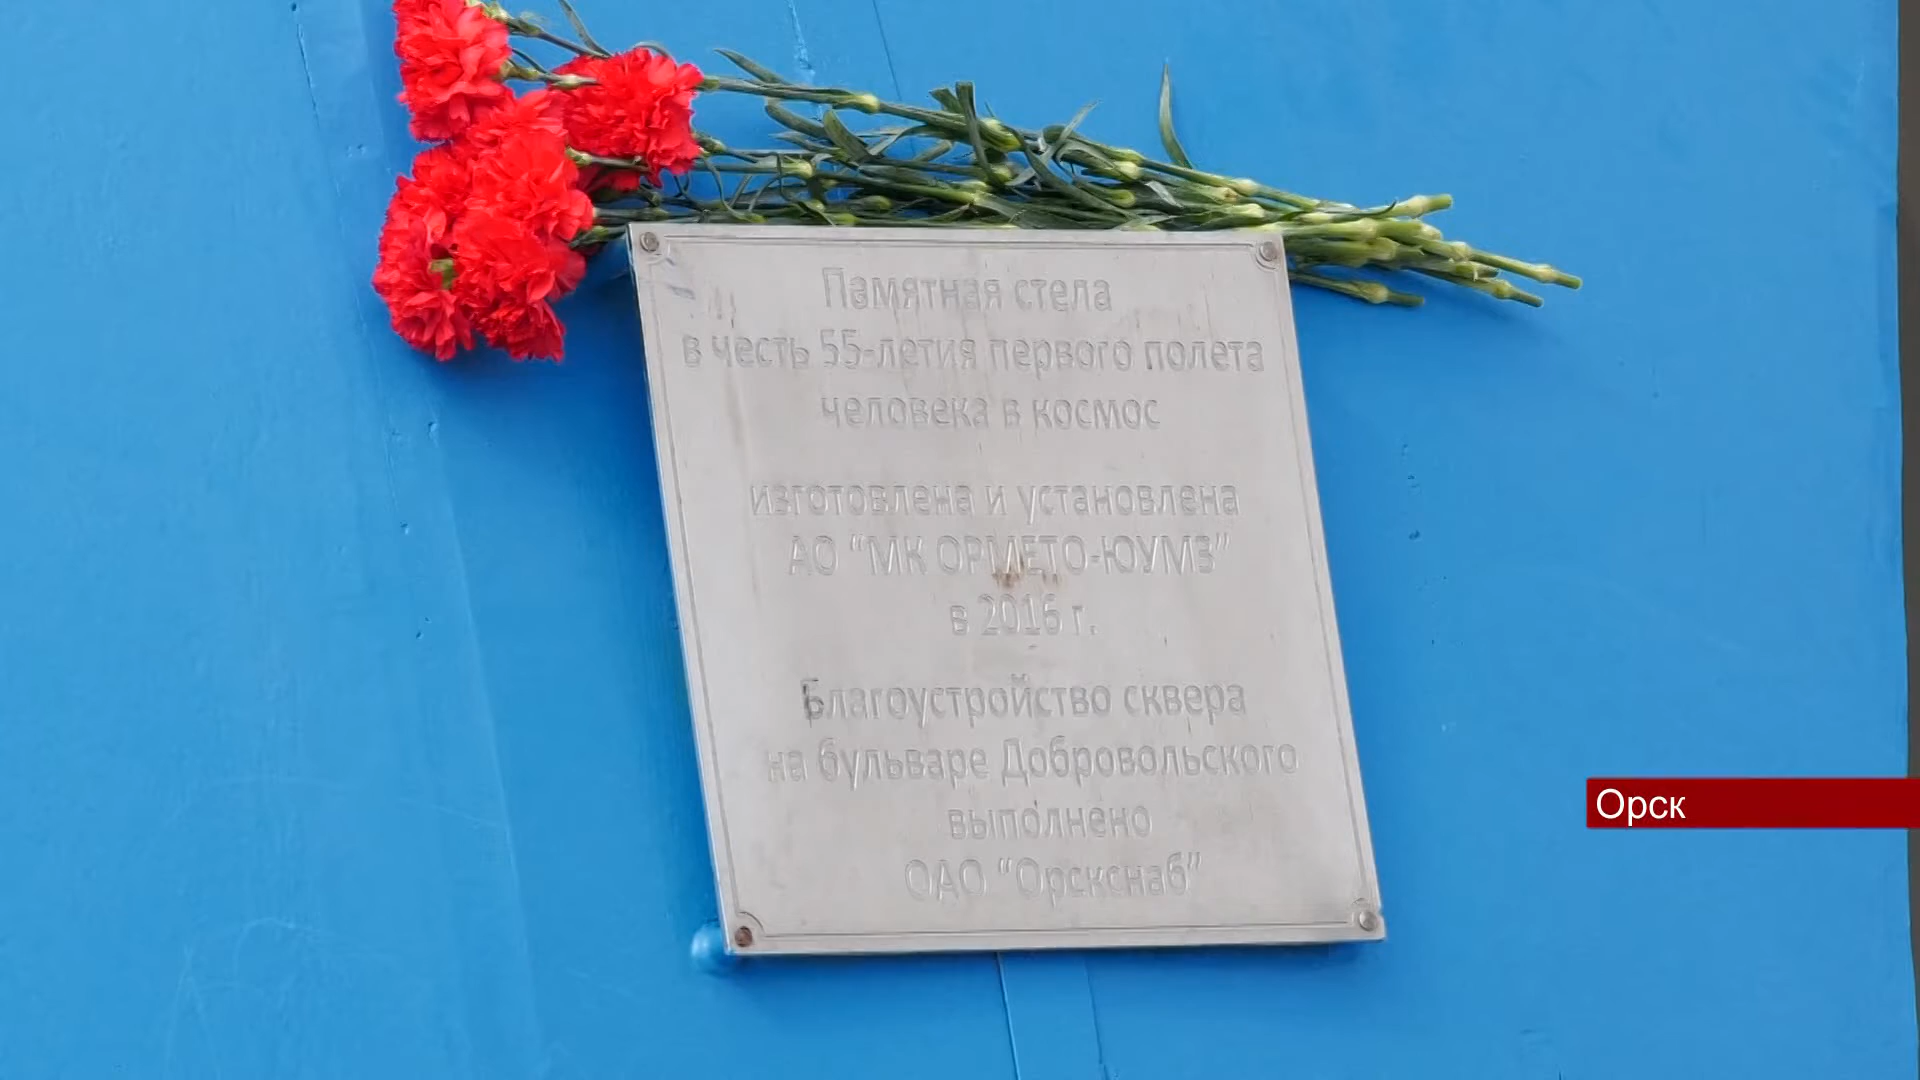 Памятная стела
в честь 55-летия первого полета
человека в космос
изготовлена и установлена
АО “МК ОРМЕТО-ЮУМЗ”
в 2016 г.
Благоустройство сквера
на бульваре Добровольского
выполнено
ОАО “Орскснаб”
Орск